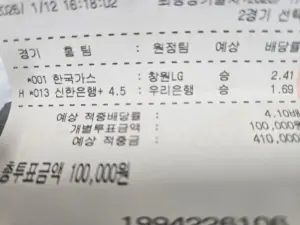 1/12 16:18:02
2경기 선택
경기 홈팀 : 원정팀 예상 배당률
*001 한국가스 : 창원LG 승 2.41
H *013 신한은행+ 4.5 : 우리은행 승 1.69
예상 적중배당률 : 4.10배
개별투표금액 : 100,000원
예상 적중금 : 410,000
총투표금액 100,000원